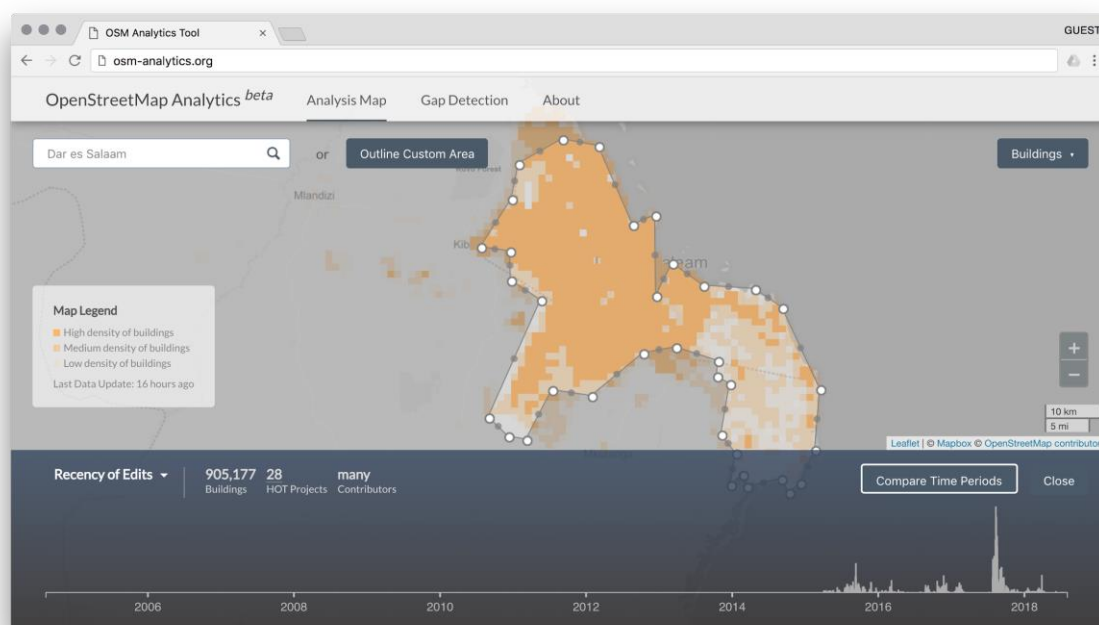 OSM Analytics Tool ×
GUEST
osm-analytics.org
OpenStreetMap Analytics beta Analysis Map Gap Detection About
Dar es Salaam or Outline Custom Area Buildings
Mlandizi
Kib
alaam
Map Legend
High density of buildings
Medium density of buildings
Low density of buildings
Last Data Update: 16 hours ago
+
−
10 km
5 mi
Leaflet | © Mapbox © OpenStreetMap contributor
Recency of Edits 905,177 28 many Compare Time Periods Close
Buildings HOT Projects Contributors
2006 2008 2010 2012 2014 2016 2018